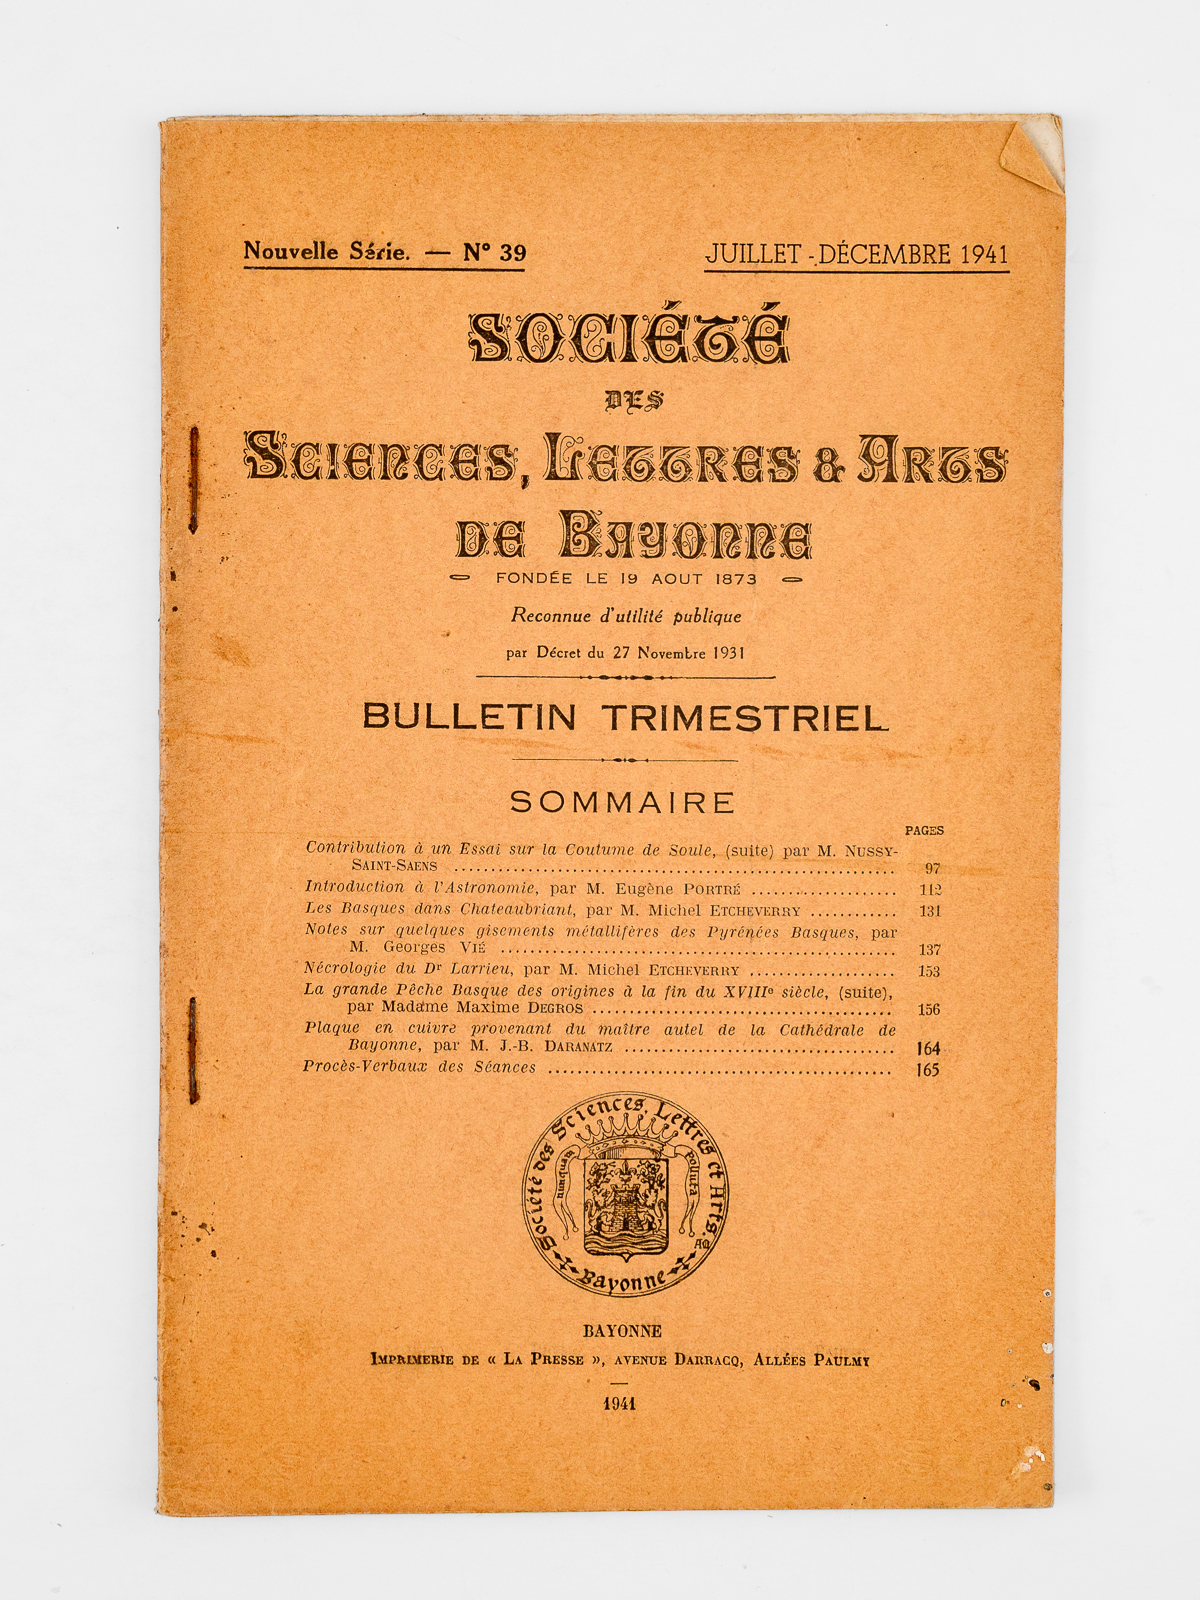 Nouvelle Série. — N° 39
JUILLET - DÉCEMBRE 1941
SOCIÉTÉ
DES
SCIENCES, LETTRES & ARTS
DE BAYONNE
FONDÉE LE 19 AOUT 1873
Reconnue d'utilité publique
par Décret du 27 Novembre 1931
BULLETIN TRIMESTRIEL
SOMMAIRE
PAGES
Contribution à un Essai sur la Coutume de Soule, (suite) par M. NUSSY-
SAINT-SAENS ........ 97
Introduction à l'Astronomie, par M. Eugène PORTRÉ ........ 112
Les Basques dans Chateaubriant, par M. Michel ETCHEVERRY ........ 131
Notes sur quelques gisements métallifères des Pyrénées Basques, par
M. Georges VIÉ ........ 137
Nécrologie du Dr Larrieu, par M. Michel ETCHEVERRY ........ 153
La grande Pêche Basque des origines à la fin du XVIIIe siècle, (suite),
par Madame Maxime DEGROS ........ 156
Plaque en cuivre provenant du maître autel de la Cathédrale de
Bayonne, par M. J.-B. DARANATZ ........ 164
Procès-Verbaux des Séances ........ 165
Société des Sciences, Lettres et Arts.
nunquam
polluta
AQ
Bayonne
BAYONNE
IMPRIMERIE DE « LA PRESSE », AVENUE DARRACQ, ALLÉES PAULMY
1941